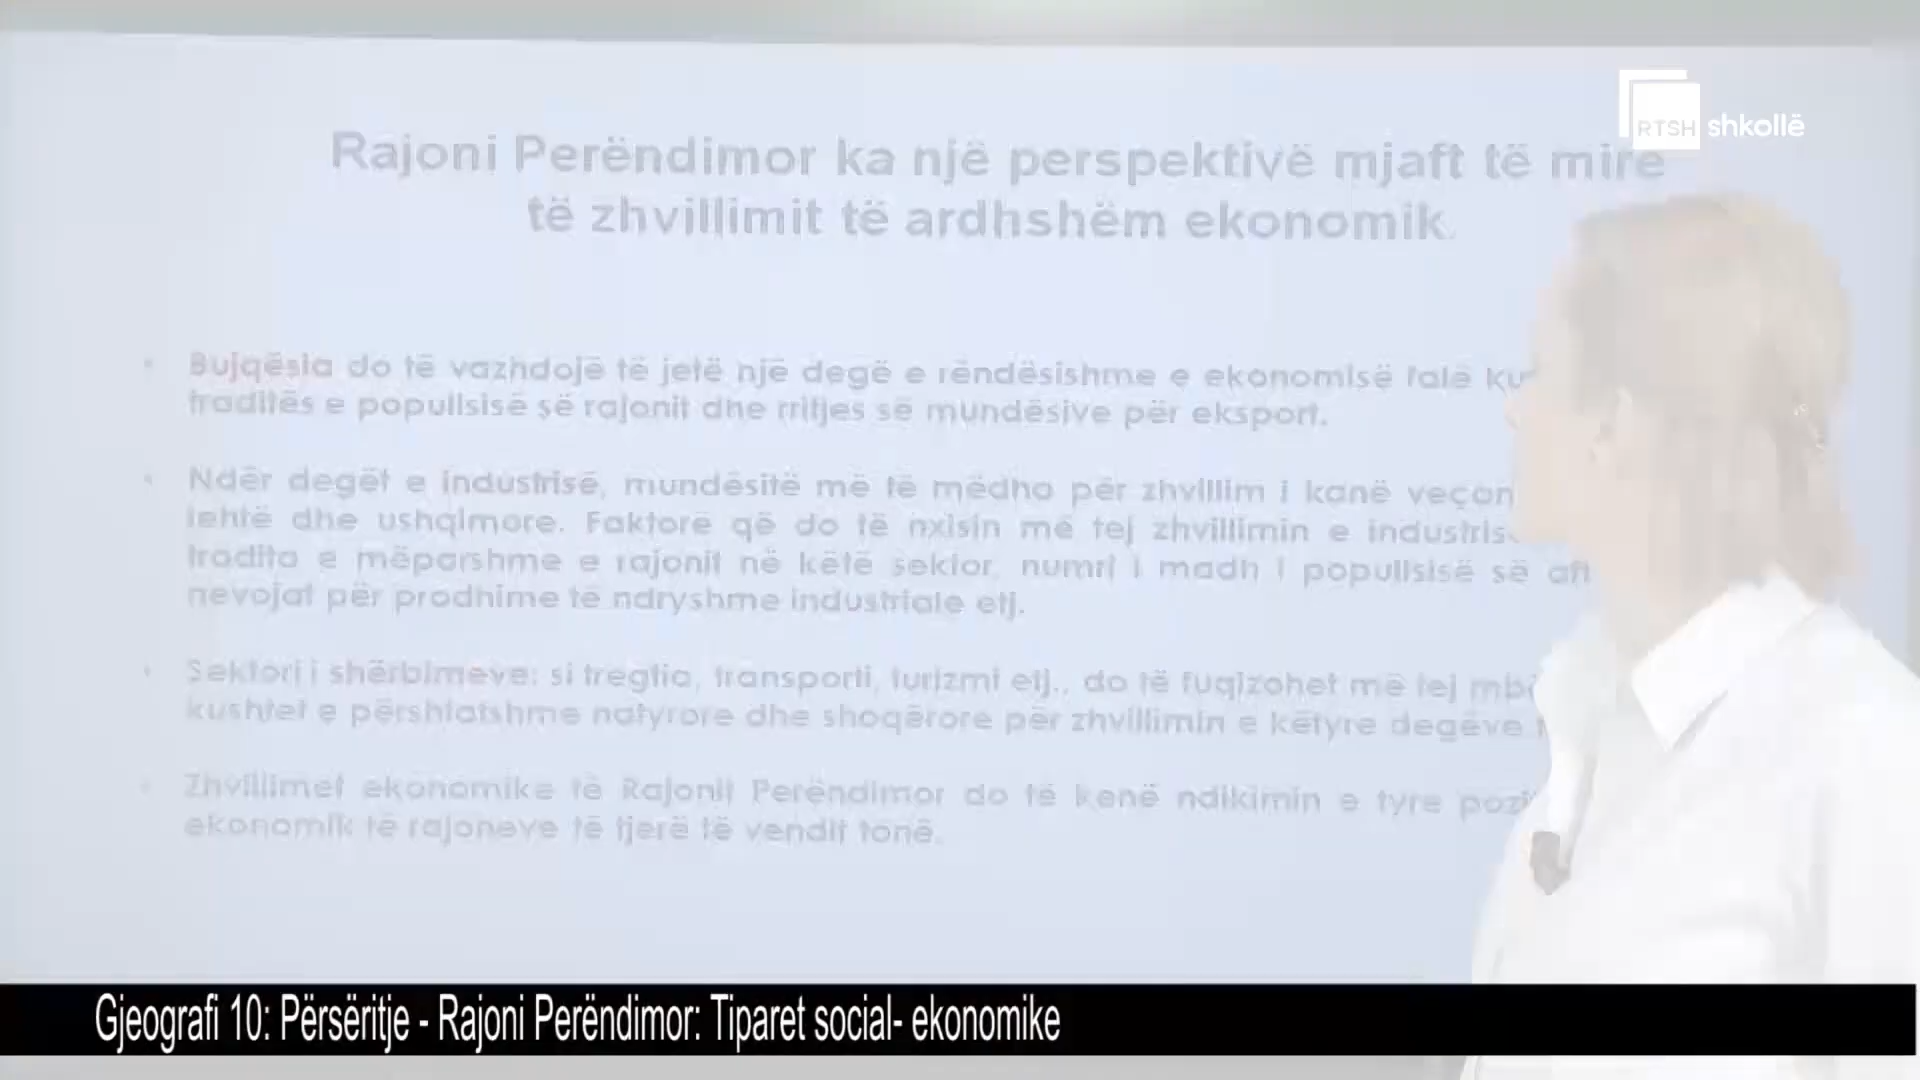 RTSH shkollë
Rajoni Perëndimor ka një perspektivë mjaft të mirë
të zhvillimit të ardhshëm ekonomik.
• Bujqësia do të vazhdojë të jetë një degë e rëndësishme e ekonomisë falë
traditës e popullsisë së rajonit dhe rritjes së mundësive për eksport.
• Ndër degët e industrisë, mundësitë më të mëdha për zhvillim i kanë
lehtë dhe ushqimore. Faktorë që do të nxisin më tej zhvillimin e
tradita e mëparshme e rajonit në këtë sektor, numri i madh i popullsisë së
nevojat për prodhime të ndryshme industriale etj.
• Sektori i shërbimeve: si tregtia, transporti, turizmi etj., do të fuqizohet më tej
kushtet e përshtatshme natyrore dhe shoqërore për zhvillimin e këtyre degëve
• Zhvillimet ekonomike të Rajonit Perëndimor do të kenë ndikimin e tyre
ekonomik të rajoneve të tjerë të vendit tonë.
Gjeografi 10: Përsëritje - Rajoni Perëndimor: Tiparet social- ekonomike